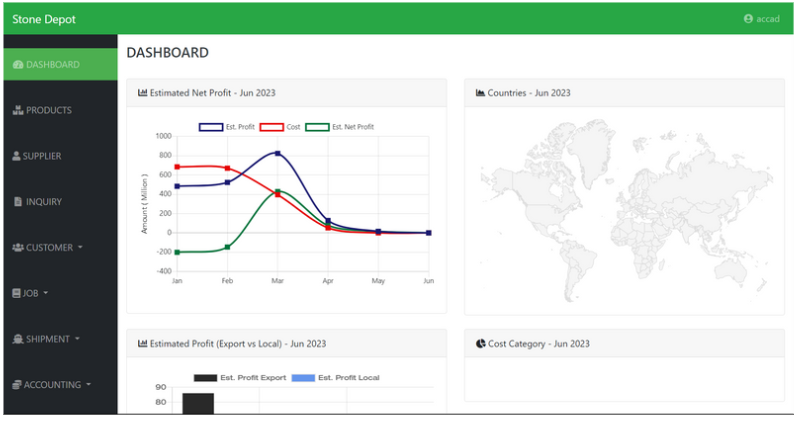 Stone Depot
accad
DASHBOARD
PRODUCTS
SUPPLIER
INQUIRY
CUSTOMER
JOB
SHIPMENT
ACCOUNTING
DASHBOARD
Estimated Net Profit - Jun 2023
Est. Profit Cost Est. Net Profit
Amount ( Million )
1000
800
600
400
200
0
-200
-400
Jan Feb Mar Apr May Jun
Countries - Jun 2023
Estimated Profit (Export vs Local) - Jun 2023
Est. Profit Export Est. Profit Local
90
80
Cost Category - Jun 2023